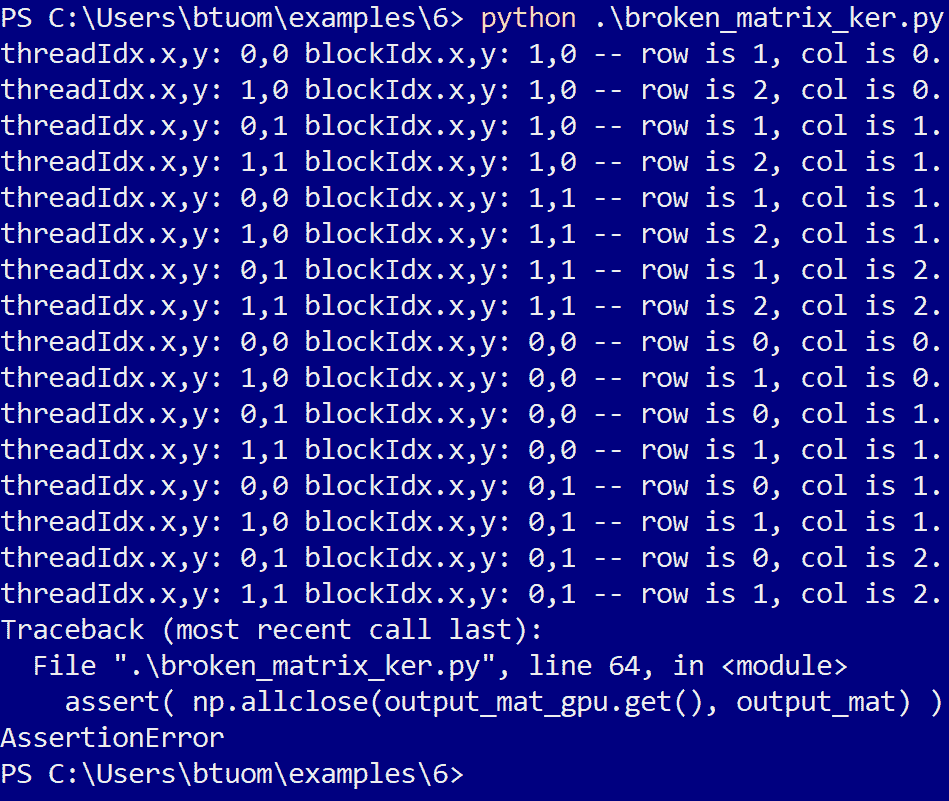 PS C:\Users\btuom\examples\6> python .\broken_matrix_ker.py
threadIdx.x,y: 0,0 blockIdx.x,y: 1,0 -- row is 1, col is 0.
threadIdx.x,y: 1,0 blockIdx.x,y: 1,0 -- row is 2, col is 0.
threadIdx.x,y: 0,1 blockIdx.x,y: 1,0 -- row is 1, col is 1.
threadIdx.x,y: 1,1 blockIdx.x,y: 1,0 -- row is 2, col is 1.
threadIdx.x,y: 0,0 blockIdx.x,y: 1,1 -- row is 1, col is 1.
threadIdx.x,y: 1,0 blockIdx.x,y: 1,1 -- row is 2, col is 1.
threadIdx.x,y: 0,1 blockIdx.x,y: 1,1 -- row is 1, col is 2.
threadIdx.x,y: 1,1 blockIdx.x,y: 1,1 -- row is 2, col is 2.
threadIdx.x,y: 0,0 blockIdx.x,y: 0,0 -- row is 0, col is 0.
threadIdx.x,y: 1,0 blockIdx.x,y: 0,0 -- row is 1, col is 0.
threadIdx.x,y: 0,1 blockIdx.x,y: 0,0 -- row is 0, col is 1.
threadIdx.x,y: 1,1 blockIdx.x,y: 0,0 -- row is 1, col is 1.
threadIdx.x,y: 0,0 blockIdx.x,y: 0,1 -- row is 0, col is 1.
threadIdx.x,y: 1,0 blockIdx.x,y: 0,1 -- row is 1, col is 1.
threadIdx.x,y: 0,1 blockIdx.x,y: 0,1 -- row is 0, col is 2.
threadIdx.x,y: 1,1 blockIdx.x,y: 0,1 -- row is 1, col is 2.
Traceback (most recent call last):
  File ".\broken_matrix_ker.py", line 64, in <module>
    assert( np.allclose(output_mat_gpu.get(), output_mat) )
AssertionError
PS C:\Users\btuom\examples\6>